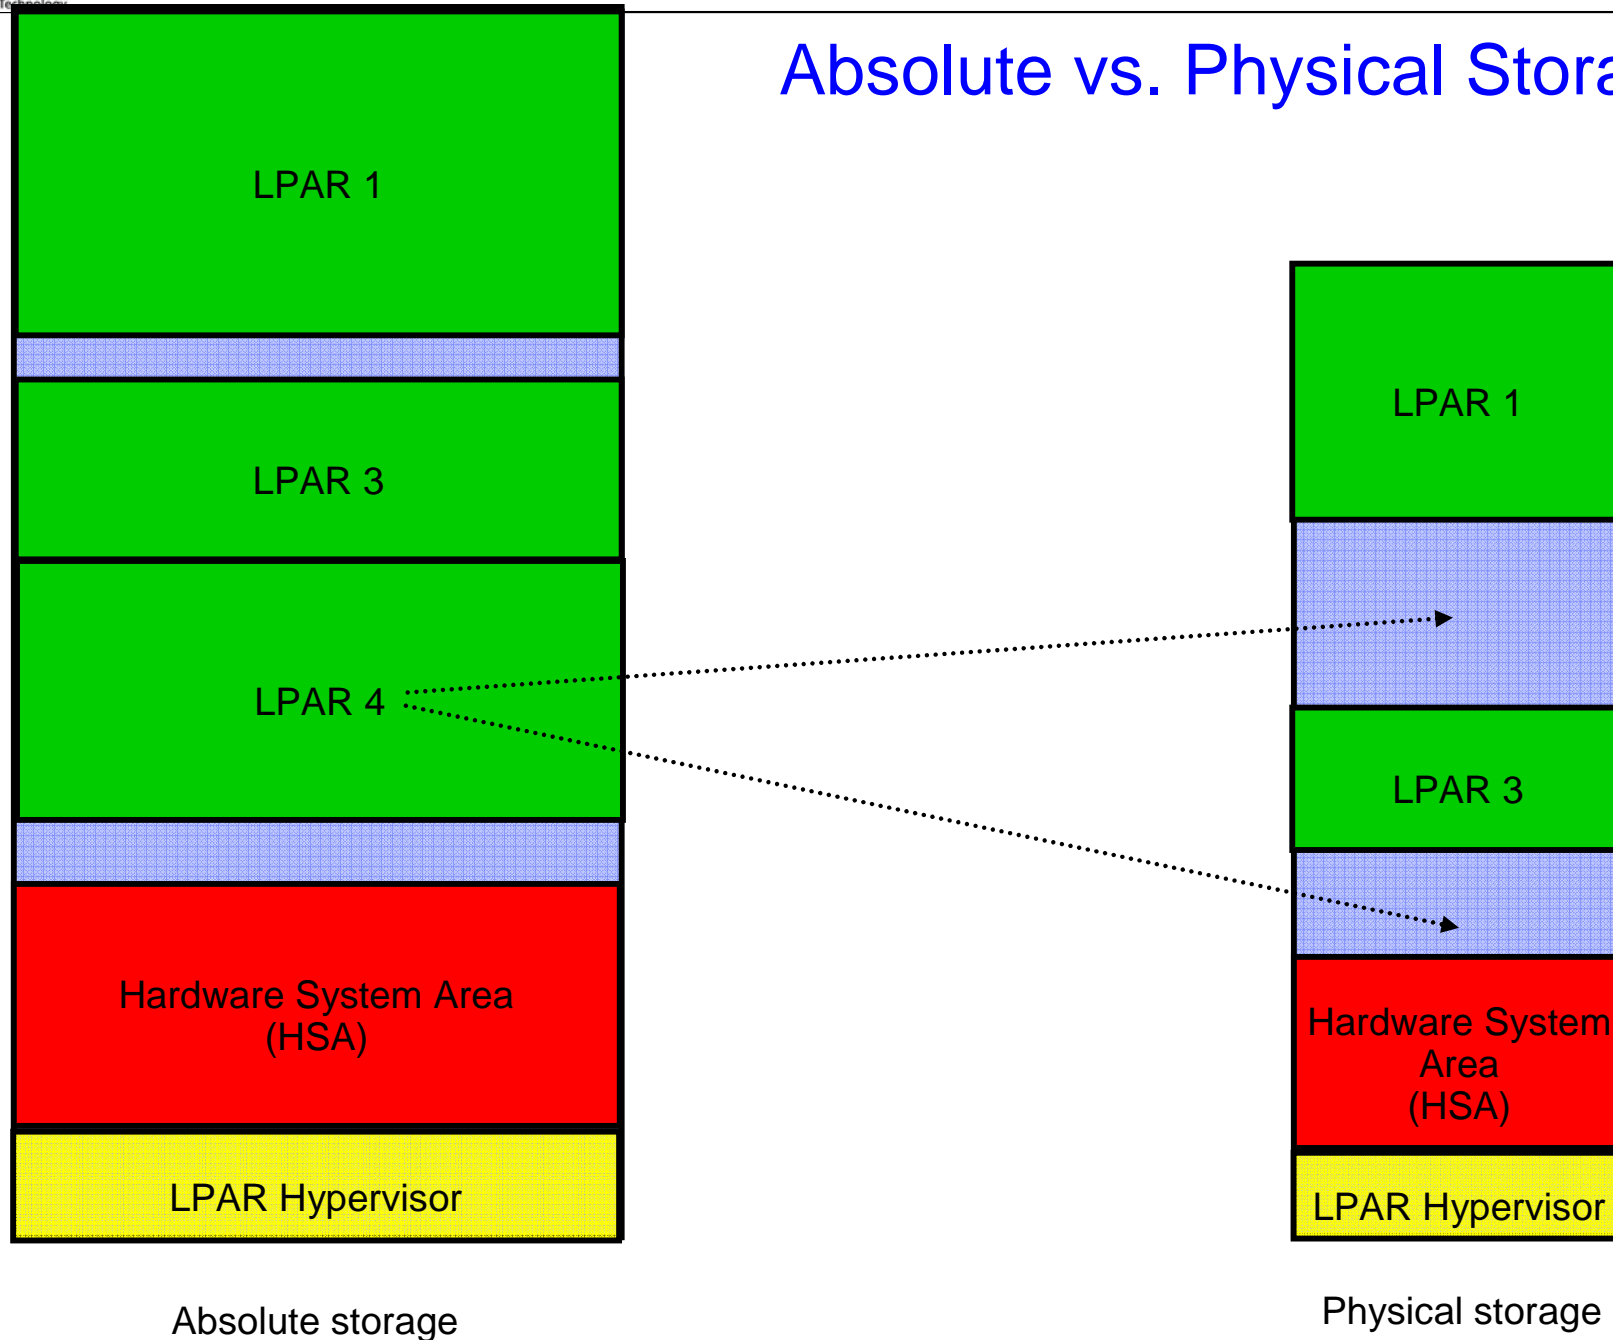 Technology
Absolute vs. Physical Stora
LPAR 1
LPAR 3
LPAR 4
Hardware System Area
(HSA)
LPAR Hypervisor
Absolute storage
LPAR 1
LPAR 3
Hardware System
Area
(HSA)
LPAR Hypervisor
Physical storage